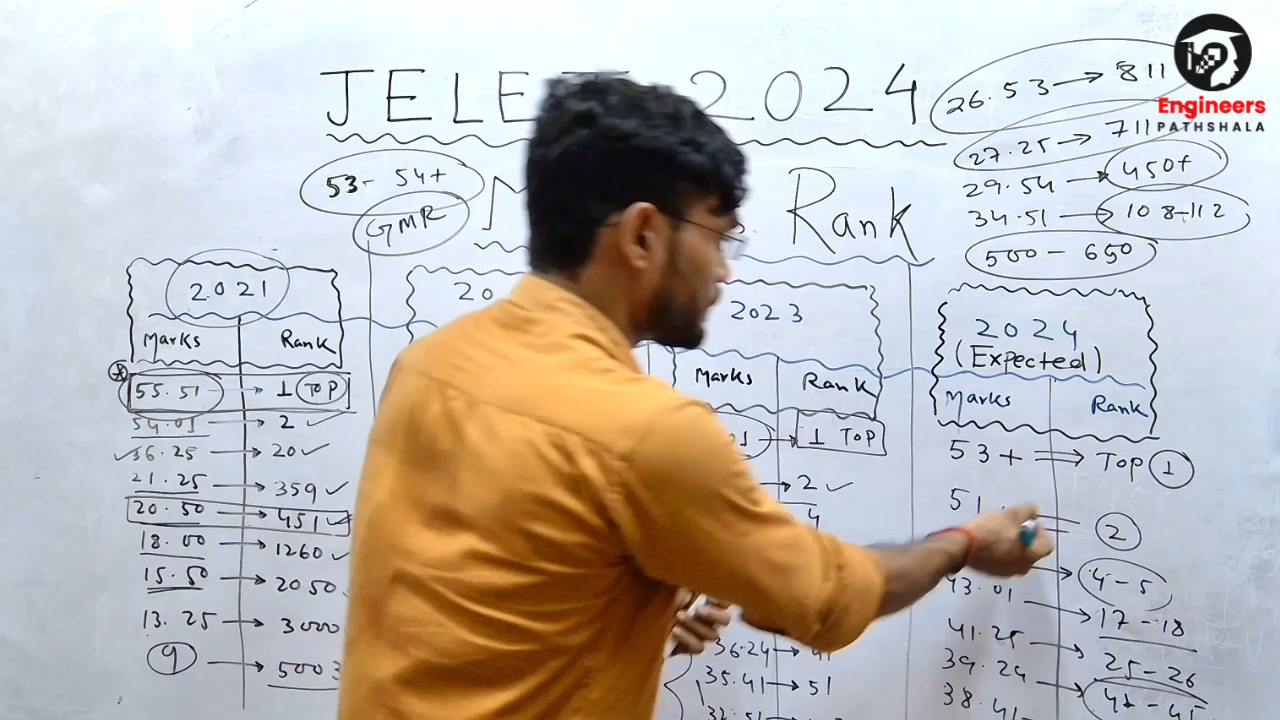 JELE 2024
26.53 → 811
Engineers
PATHSHALA
27.25 → 711
29.54 → 450+
34.51 → 108-112
500 - 650
53- 54+
GMR
Rank
2021
Marks Rank
55.51 → 1 TOP
54.01 → 2 ✓
✓36.25 → 20 ✓
21.25 → 359 ✓
20.50 → 451 ✓
18.00 → 1260 ✓
15.50 → 2050
13.25 → 3000
9 → 5003
20
2023
Marks Rank
→ 1 TOP
→ 2 ✓
4
36.24 →
35.41 → 51
32.51 →
2024
(Expected)
Marks Rank
53+ ⇒ TOP 1
51 2
→ 4-5
43.01 → 17-18
41.25 → 25-26
39.24 →
38.41